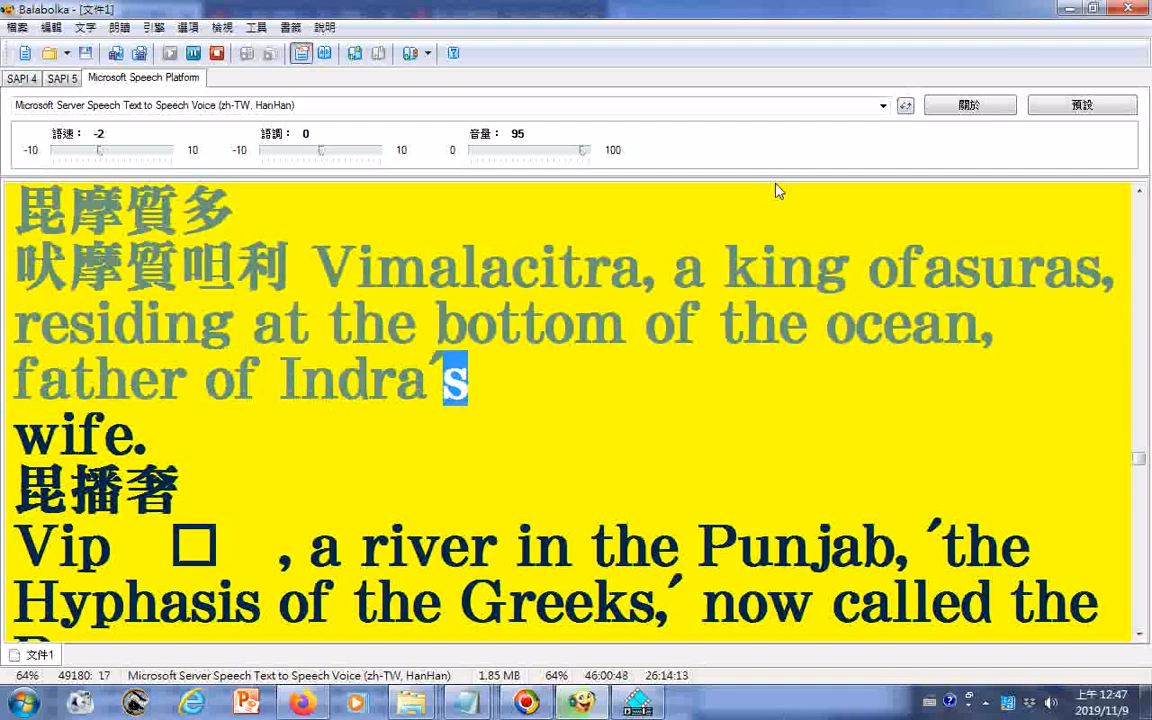 Balabolka - [文件1]
檔案 編輯 文字 朗讀 引擎 選項 檢視 工具 書籤 說明
SAPI 4 SAPI 5 Microsoft Speech Platform
Microsoft Server Speech Text to Speech Voice (zh-TW, HanHan) 關於 預設
語速： -2 語調： 0 音量： 95
-10 10 -10 10 0 100
毘摩質多
吠摩質呾利 Vimalacitra, a king ofasuras,
residing at the bottom of the ocean,
father of Indra´s
wife.
毘播奢
Vip □ , a river in the Punjab, ´the
Hyphasis of the Greeks,´ now called the
文件1
64% 49180: 17 Microsoft Server Speech Text to Speech Voice (zh-TW, HanHan) 1.85 MB 64% 46:00:48 26:14:13
上午 12:47
2019/11/9